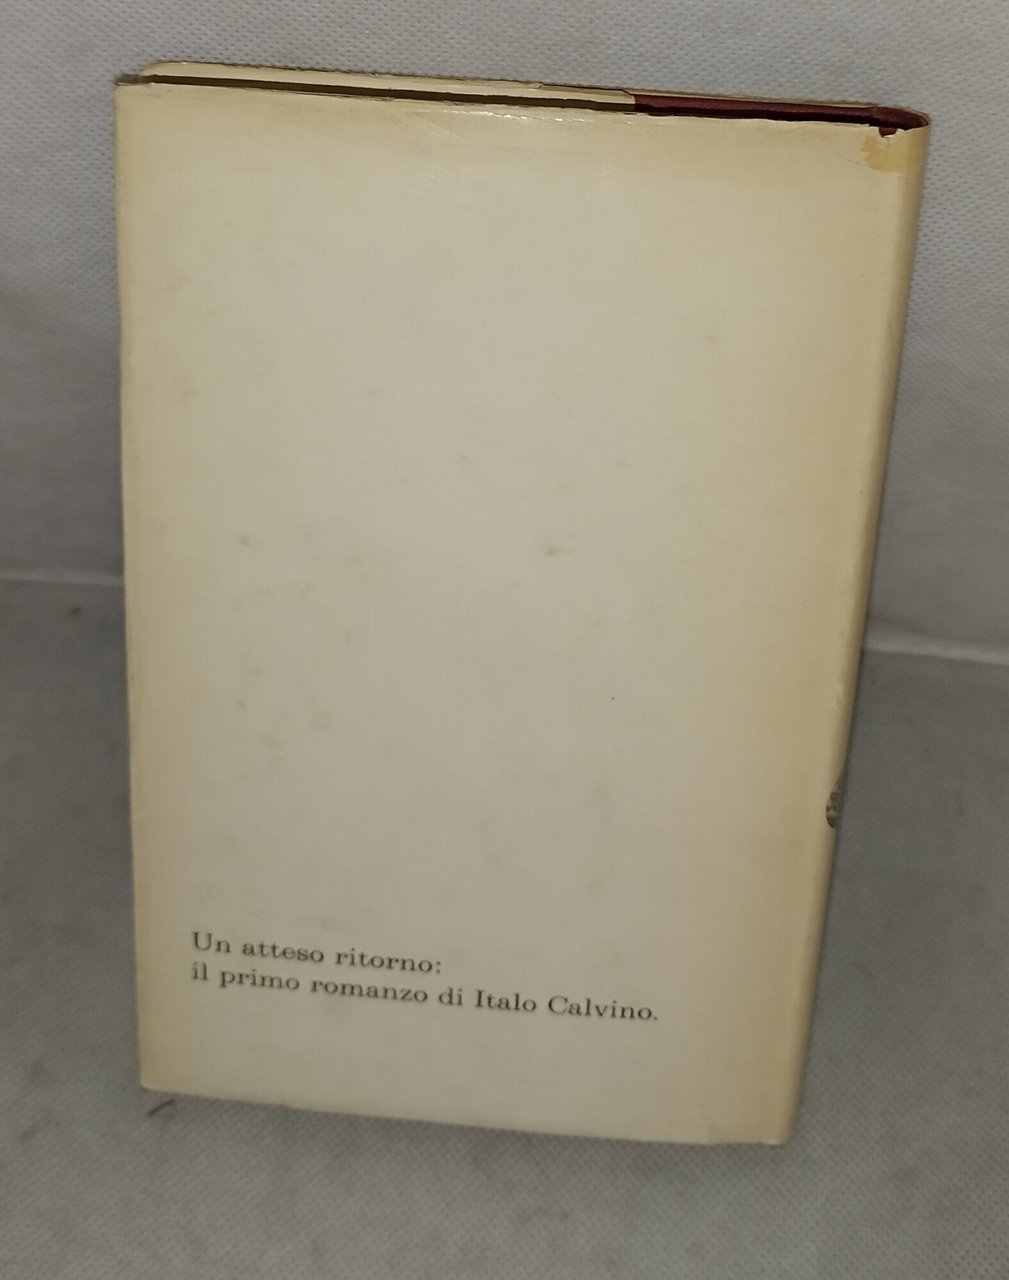 Un atteso ritorno:
il primo romanzo di Italo Calvino.